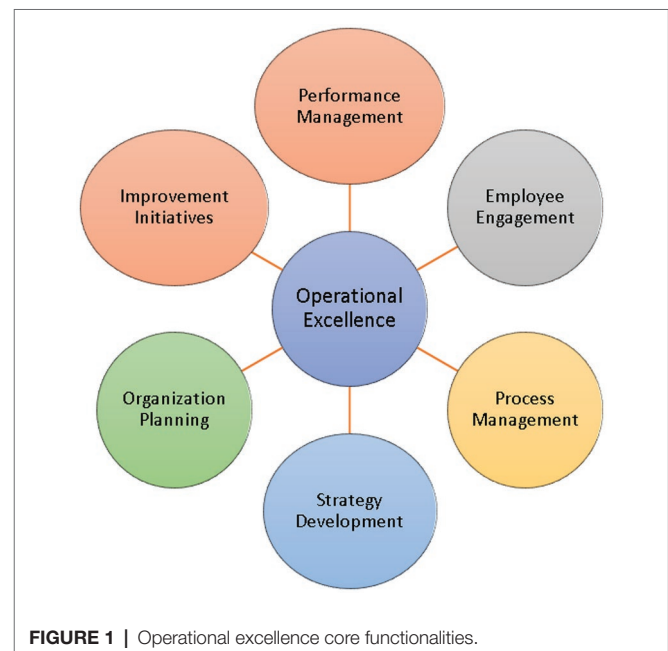 Performance
Management
Improvement
Initiatives
Employee
Engagement
Operational
Excellence
Organization
Planning
Process
Management
Strategy
Development
FIGURE 1 | Operational excellence core functionalities.